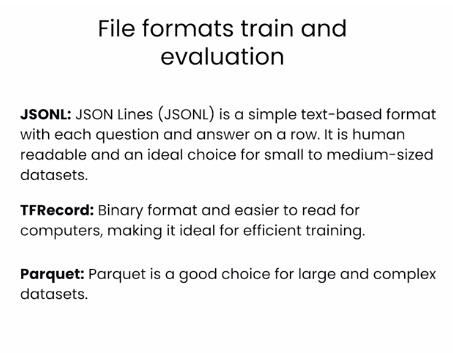 File formats train and
evaluation
JSONL: JSON Lines (JSONL) is a simple text-based format
with each question and answer on a row. It is human
readable and an ideal choice for small to medium-sized
datasets.
TFRecord: Binary format and easier to read for
computers, making it ideal for efficient training.
Parquet: Parquet is a good choice for large and complex
datasets.